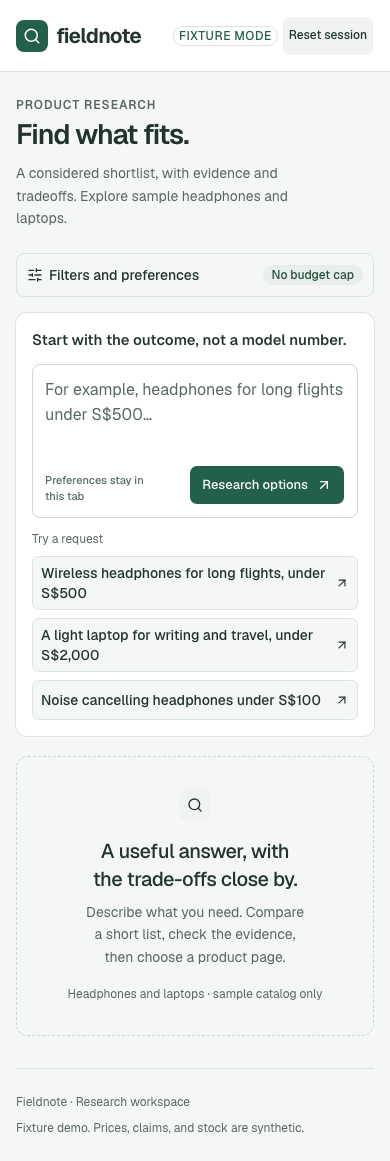 fieldnote
FIXTURE MODE
Reset session
PRODUCT RESEARCH
Find what fits.
A considered shortlist, with evidence and
tradeoffs. Explore sample headphones and
laptops.
Filters and preferences
No budget cap
Start with the outcome, not a model number.
For example, headphones for long flights
under S$500...
Preferences stay in
this tab
Research options
Try a request
Wireless headphones for long flights, under
S$500
A light laptop for writing and travel, under
S$2,000
Noise cancelling headphones under S$100
A useful answer, with
the trade-offs close by.
Describe what you need. Compare
a short list, check the evidence,
then choose a product page.
Headphones and laptops · sample catalog only
Fieldnote · Research workspace
Fixture demo. Prices, claims, and stock are synthetic.